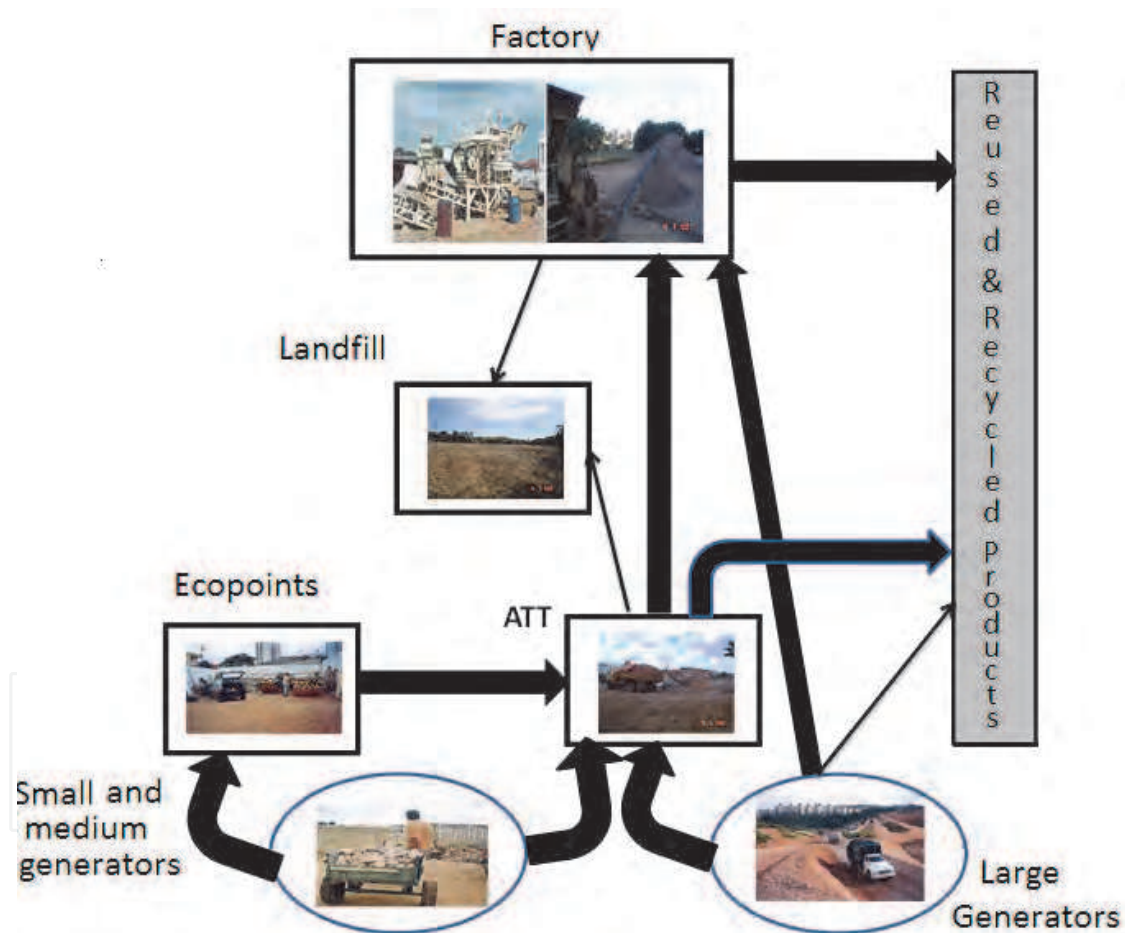 Factory
Reused & Recycled Products
Landfill
Ecopoints
ATT
Small and
medium
generators
Large
Generators